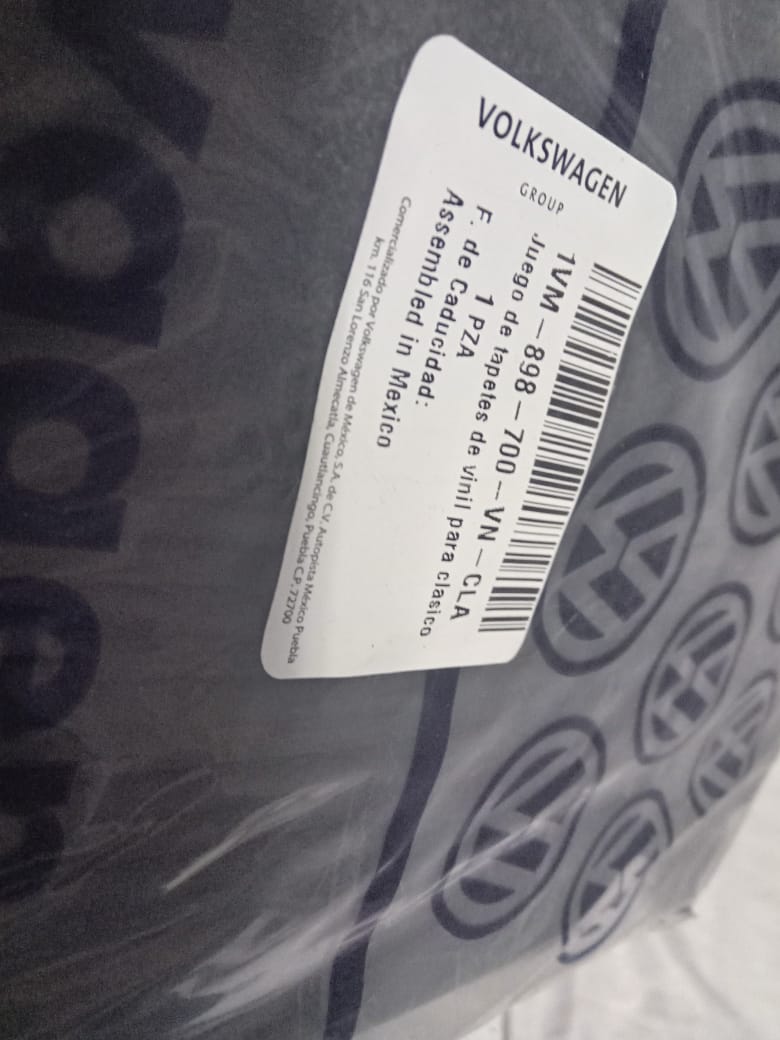 VOLKSWAGEN
GROUP
1VM-898-700--VN-CLA
Juego de tapetes de vinil para clasico
1 PZA
F. de Caducidad:
Assembled in Mexico
Comercializado por Volkswagen de México, S.A. de C.V. Autopista México Puebla
km. 116 San Lorenzo Almecatla, Cuautlancingo, Puebla C.P. 72700